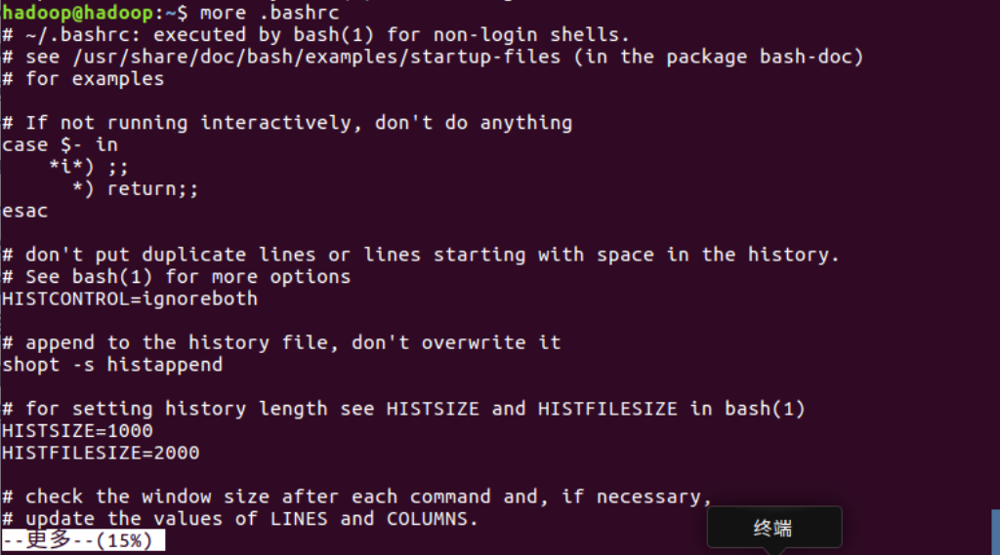 hadoop@hadoop:~$ more .bashrc
# ~/.bashrc: executed by bash(1) for non-login shells.
# see /usr/share/doc/bash/examples/startup-files (in the package bash-doc)
# for examples

# If not running interactively, don't do anything
case $- in
    *i*) ;;
      *) return;;
esac

# don't put duplicate lines or lines starting with space in the history.
# See bash(1) for more options
HISTCONTROL=ignoreboth

# append to the history file, don't overwrite it
shopt -s histappend

# for setting history length see HISTSIZE and HISTFILESIZE in bash(1)
HISTSIZE=1000
HISTFILESIZE=2000

# check the window size after each command and, if necessary,
# update the values of LINES and COLUMNS.
--更多--(15%)
终端